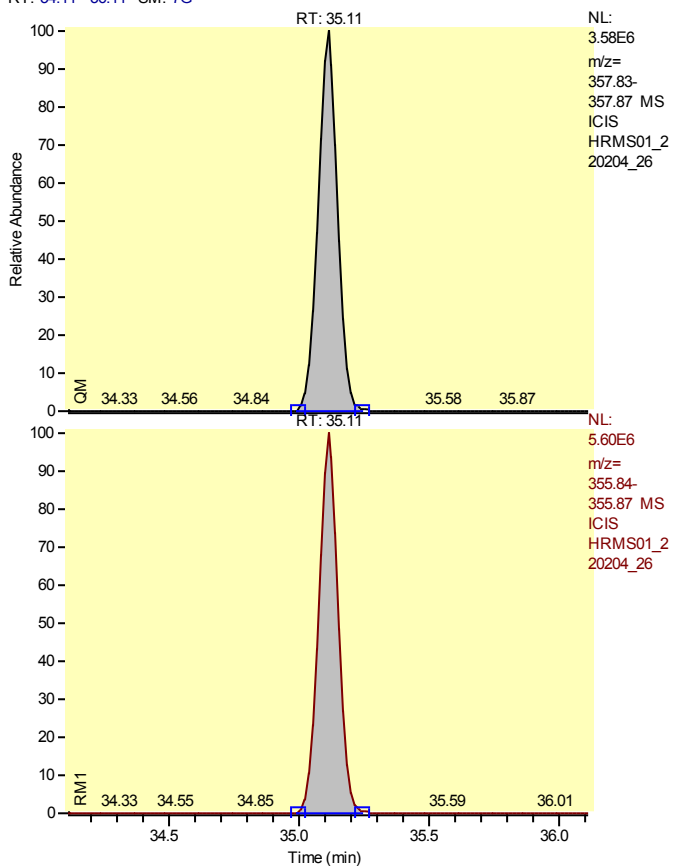 RT: 35.11
NL:
3.58E6
m/z=
357.83-
357.87 MS
ICIS
HRMS01_2
20204_26
100
90
80
70
60
50
40
30
20
10
0
Relative Abundance
QM
34.33 34.56 34.84 35.58 35.87
RT: 35.11
NL:
5.60E6
m/z=
355.84-
355.87 MS
ICIS
HRMS01_2
20204_26
100
90
80
70
60
50
40
30
20
10
0
RM1
34.33 34.55 34.85 35.59 36.01
34.5 35.0 35.5 36.0
Time (min)